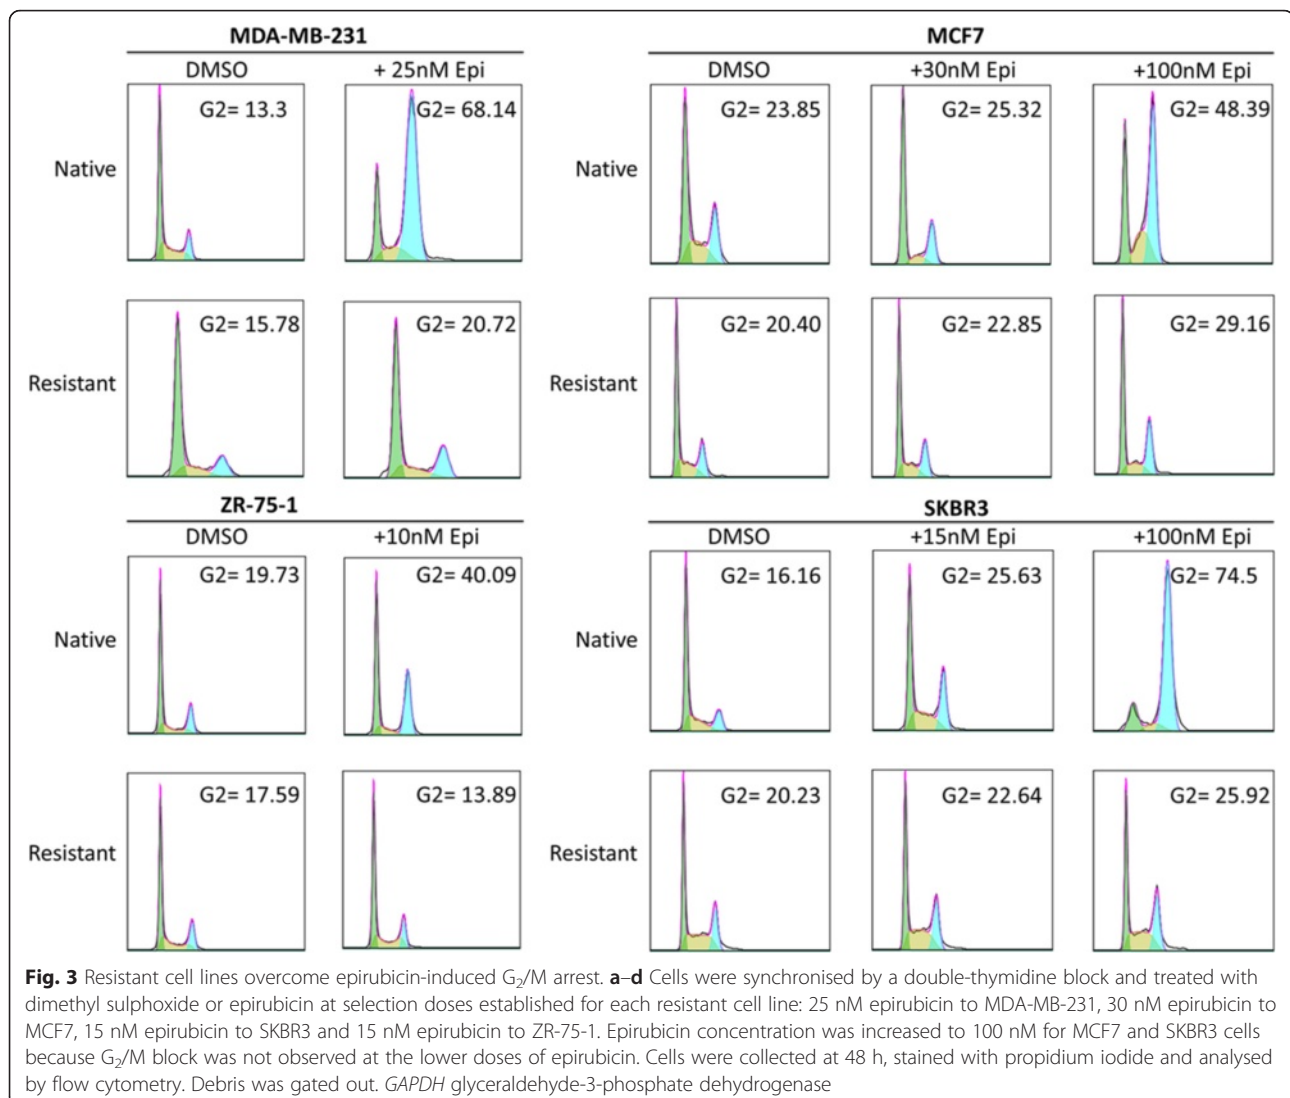 MDA-MB-231
DMSO
+ 25nM Epi
Native
G2= 13.3
G2= 68.14
Resistant
G2= 15.78
G2= 20.72
MCF7
DMSO
+30nM Epi
+100nM Epi
Native
G2= 23.85
G2= 25.32
G2= 48.39
Resistant
G2= 20.40
G2= 22.85
G2= 29.16
ZR-75-1
DMSO
+10nM Epi
Native
G2= 19.73
G2= 40.09
Resistant
G2= 17.59
G2= 13.89
SKBR3
DMSO
+15nM Epi
+100nM Epi
Native
G2= 16.16
G2= 25.63
G2= 74.5
Resistant
G2= 20.23
G2= 22.64
G2= 25.92
Fig. 3 Resistant cell lines overcome epirubicin-induced G₂/M arrest. a–d Cells were synchronised by a double-thymidine block and treated with
dimethyl sulphoxide or epirubicin at selection doses established for each resistant cell line: 25 nM epirubicin to MDA-MB-231, 30 nM epirubicin to
MCF7, 15 nM epirubicin to SKBR3 and 15 nM epirubicin to ZR-75-1. Epirubicin concentration was increased to 100 nM for MCF7 and SKBR3 cells
because G₂/M block was not observed at the lower doses of epirubicin. Cells were collected at 48 h, stained with propidium iodide and analysed
by flow cytometry. Debris was gated out. GAPDH glyceraldehyde-3-phosphate dehydrogenase